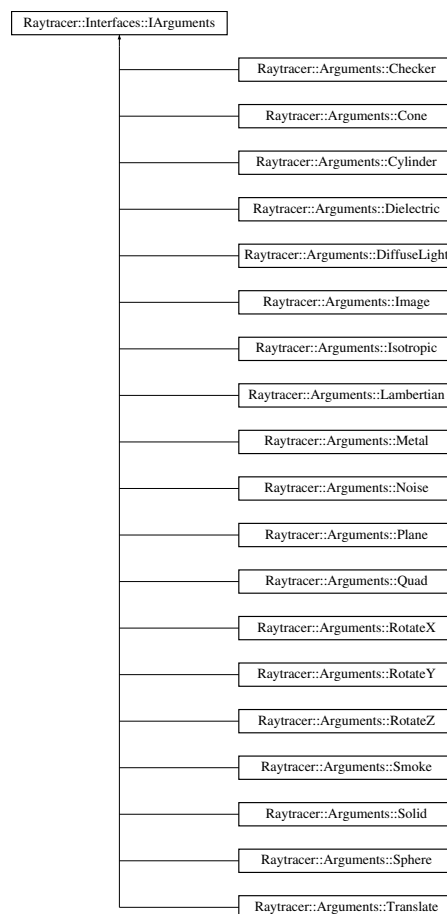 Raytracer::Interfaces::IArguments
Raytracer::Arguments::Checker
Raytracer::Arguments::Cone
Raytracer::Arguments::Cylinder
Raytracer::Arguments::Dielectric
Raytracer::Arguments::DiffuseLight
Raytracer::Arguments::Image
Raytracer::Arguments::Isotropic
Raytracer::Arguments::Lambertian
Raytracer::Arguments::Metal
Raytracer::Arguments::Noise
Raytracer::Arguments::Plane
Raytracer::Arguments::Quad
Raytracer::Arguments::RotateX
Raytracer::Arguments::RotateY
Raytracer::Arguments::RotateZ
Raytracer::Arguments::Smoke
Raytracer::Arguments::Solid
Raytracer::Arguments::Sphere
Raytracer::Arguments::Translate